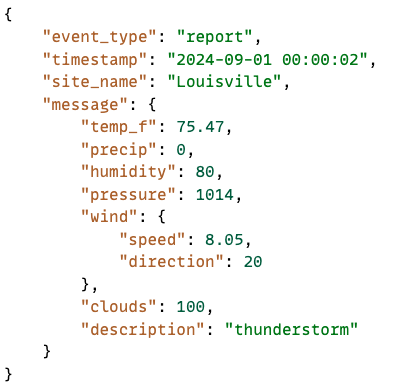 {
    "event_type": "report",
    "timestamp": "2024-09-01 00:00:02",
    "site_name": "Louisville",
    "message": {
        "temp_f": 75.47,
        "precip": 0,
        "humidity": 80,
        "pressure": 1014,
        "wind": {
            "speed": 8.05,
            "direction": 20
        },
        "clouds": 100,
        "description": "thunderstorm"
    }
}